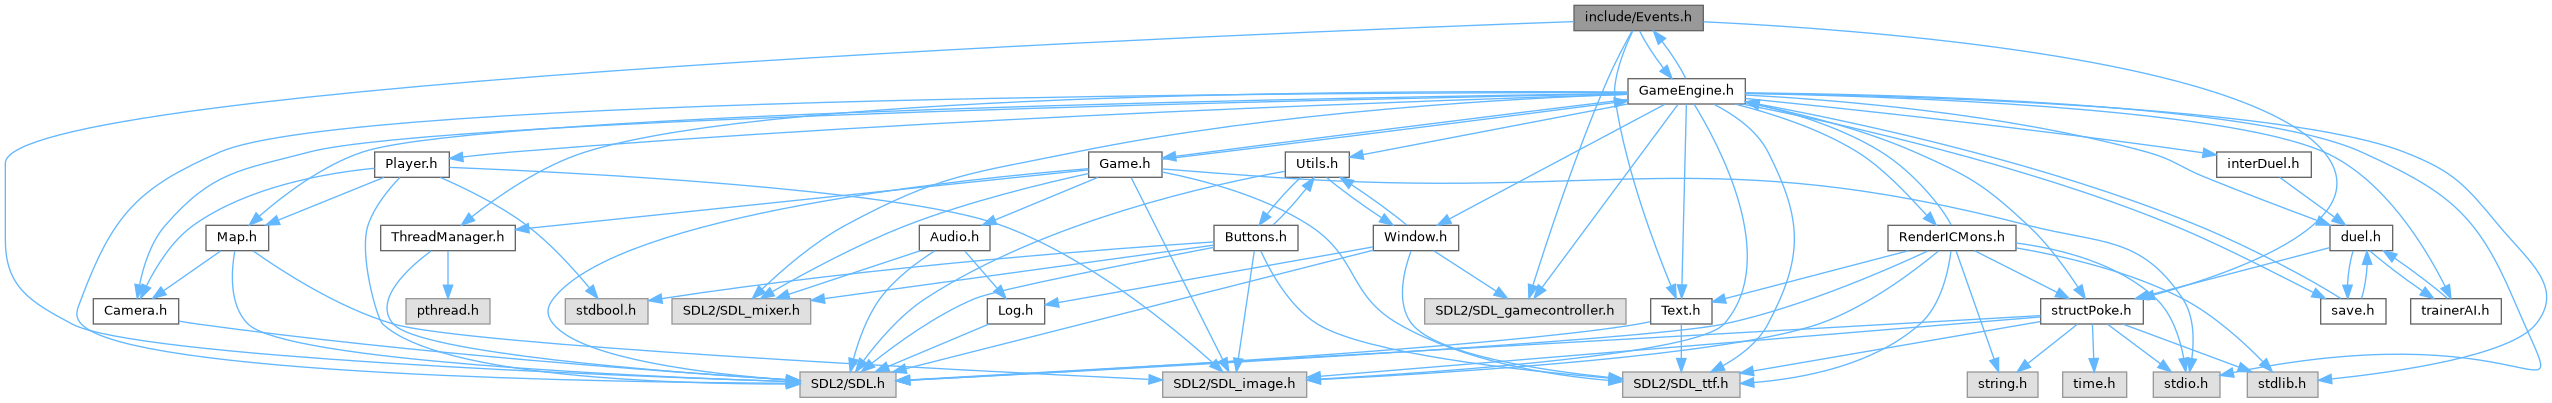 include/Events.h
GameEngine.h
Player.h
Game.h
Utils.h
interDuel.h
Map.h
ThreadManager.h
Audio.h
Buttons.h
Window.h
RenderICMons.h
duel.h
Camera.h
pthread.h
stdbool.h
SDL2/SDL_mixer.h
Log.h
SDL2/SDL_gamecontroller.h
Text.h
structPoke.h
save.h
trainerAI.h
SDL2/SDL.h
SDL2/SDL_image.h
SDL2/SDL_ttf.h
string.h
time.h
stdio.h
stdlib.h